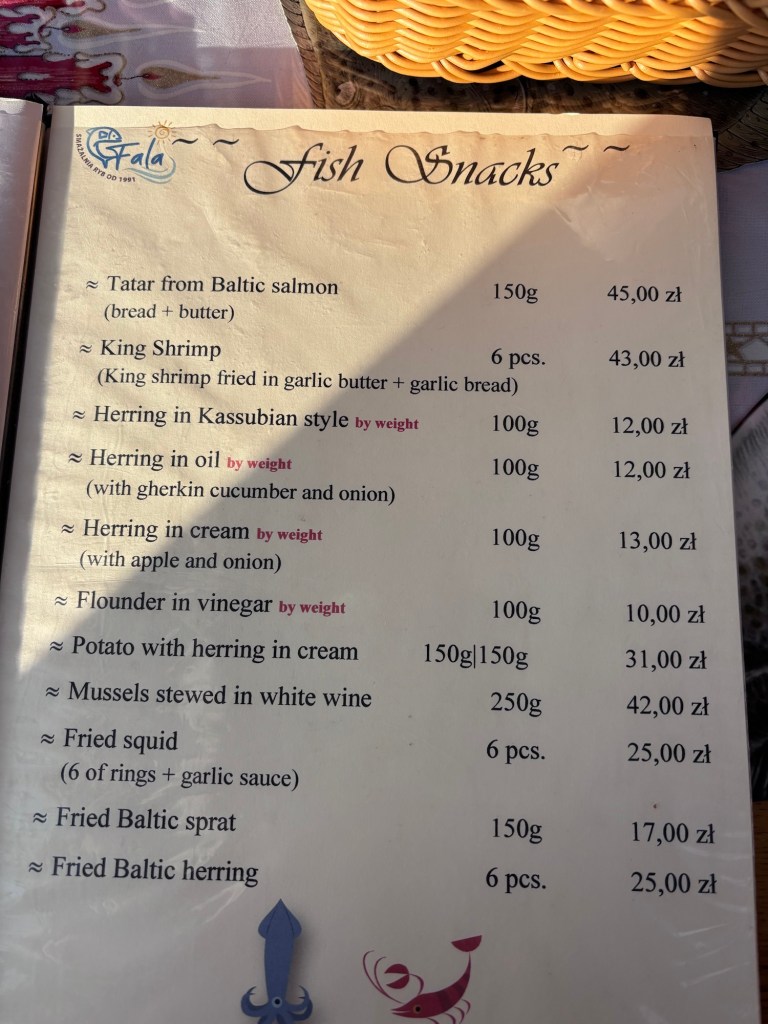 Fala
SMAŻALNIA RYB OD 1991
~ ~ Fish Snacks ~ ~
≈ Tatar from Baltic salmon 150g 45,00 zł
(bread + butter)
≈ King Shrimp 6 pcs. 43,00 zł
(King shrimp fried in garlic butter + garlic bread)
≈ Herring in Kassubian style by weight 100g 12,00 zł
≈ Herring in oil by weight 100g 12,00 zł
(with gherkin cucumber and onion)
≈ Herring in cream by weight 100g 13,00 zł
(with apple and onion)
≈ Flounder in vinegar by weight 100g 10,00 zł
≈ Potato with herring in cream 150g|150g 31,00 zł
≈ Mussels stewed in white wine 250g 42,00 zł
≈ Fried squid 6 pcs. 25,00 zł
(6 of rings + garlic sauce)
≈ Fried Baltic sprat 150g 17,00 zł
≈ Fried Baltic herring 6 pcs. 25,00 zł